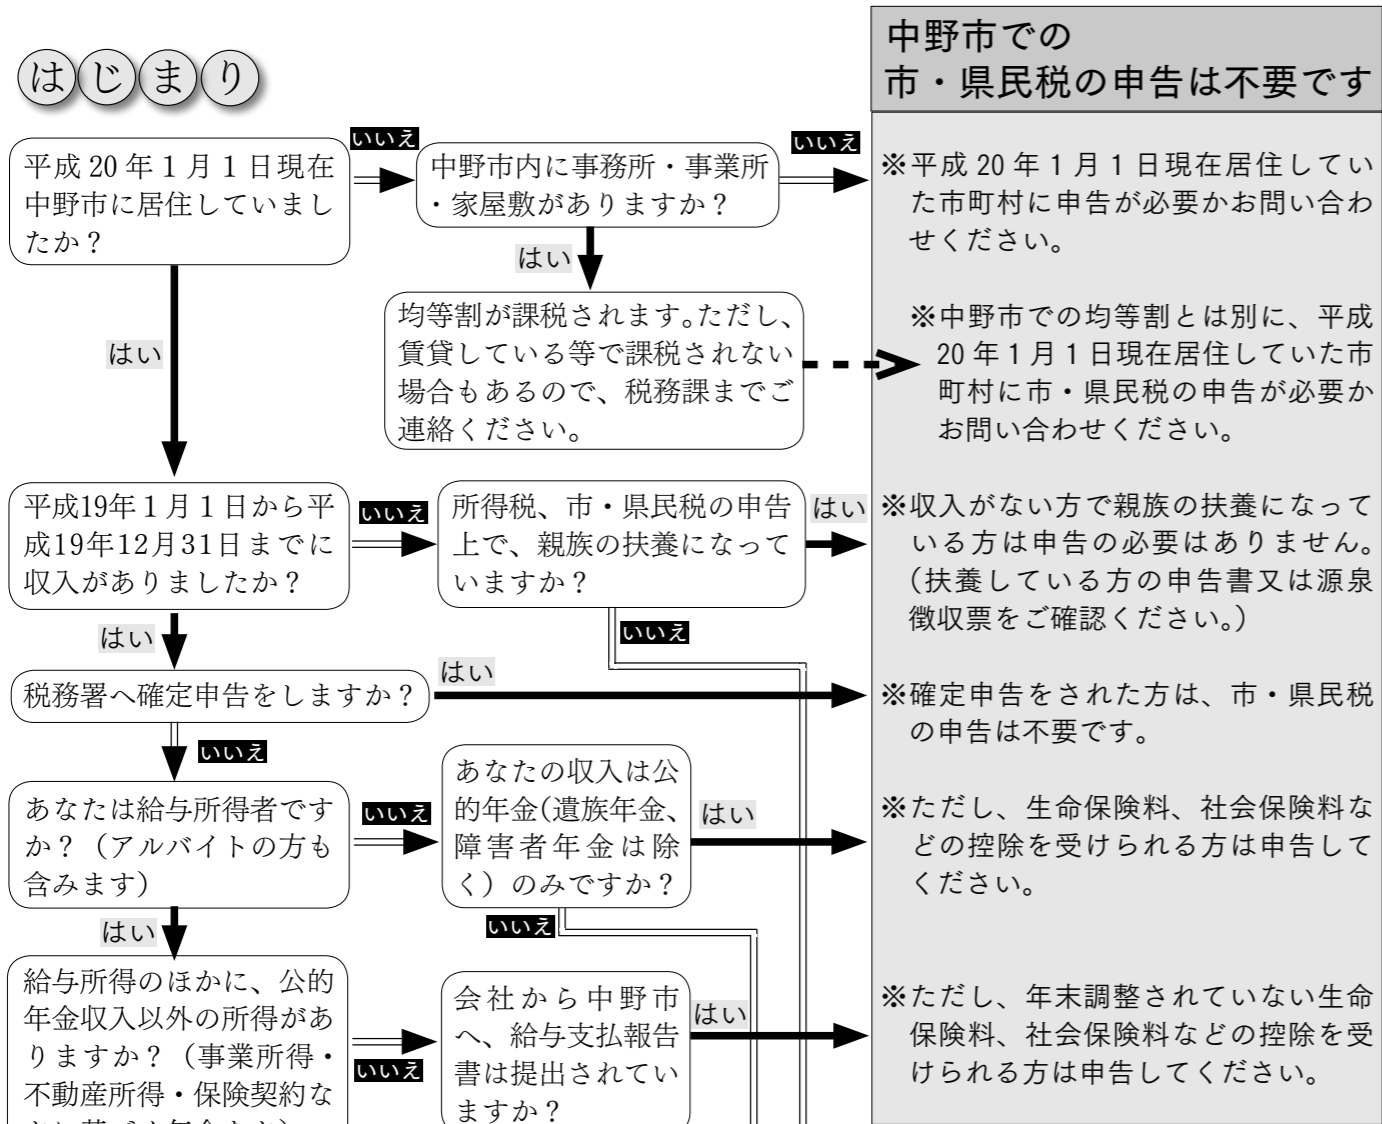 はじまり
中野市での
市・県民税の申告は不要です
平成20年1月1日現在
中野市に居住していまし
たか？
いいえ
中野市内に事務所・事業所
・家屋敷がありますか？
いいえ
※平成20年1月1日現在居住してい
た市町村に申告が必要かお問い合わ
せください。
はい
均等割が課税されます。ただし、
賃貸している等で課税されない
場合もあるので、税務課までご
連絡ください。
※中野市での均等割とは別に、平成
20年1月1日現在居住していた市
町村に市・県民税の申告が必要か
お問い合わせください。
はい
平成19年1月1日から平
成19年12月31日までに
収入がありましたか？
いいえ
所得税、市・県民税の申告
上で、親族の扶養になって
いますか？
はい
※収入がない方で親族の扶養になって
いる方は申告の必要はありません。
（扶養している方の申告書又は源泉
徴収票をご確認ください。）
いいえ
はい
税務署へ確定申告をしますか？
はい
※確定申告をされた方は、市・県民税
の申告は不要です。
いいえ
あなたは給与所得者です
か？（アルバイトの方も
含みます）
いいえ
あなたの収入は公
的年金(遺族年金、
障害者年金は除
く）のみですか？
はい
※ただし、生命保険料、社会保険料な
どの控除を受けられる方は申告して
ください。
いいえ
はい
給与所得のほかに、公的
年金収入以外の所得があ
りますか？（事業所得・
不動産所得・保険契約な
いいえ
会社から中野市
へ、給与支払報告
書は提出されてい
ますか？
はい
※ただし、年末調整されていない生命
保険料、社会保険料などの控除を受
けられる方は申告してください。